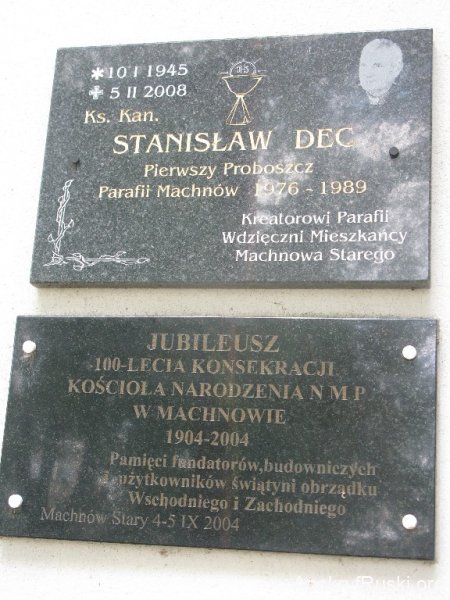 10 I 1945
5 II 2008
Ks. Kan.
STANISŁAW DEC
Pierwszy Proboszcz
Parafii Machnów 1976 - 1989
Kreatorowi Parafii
Wdzięczni Mieszkańcy
Machnowa Starego
JUBILEUSZ
100-LECIA KONSEKRACJI
KOŚCIOŁA NARODZENIA N M P
W MACHNOWIE
1904-2004
Pamięci fundatorów,budowniczych
i użytkowników świątyni obrządku
Wschodniego i Zachodniego
Machnów Stary 4-5 IX 2004